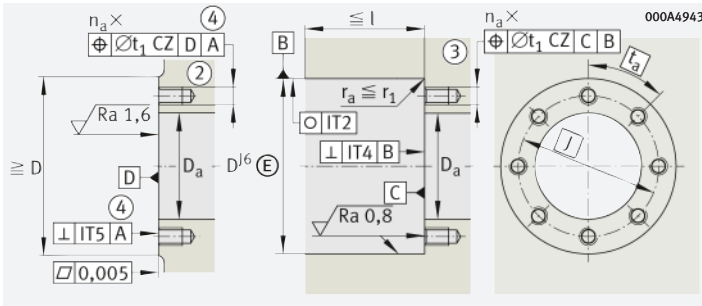 nₐ× ④
⌖ Øt₁ CZ D A
②
Ra 1,6
≧ D
D
Dₐ
④
⊥ IT5 A
⏥ 0,005
≦ l
B
③
rₐ ≦ r₁
○ IT2
⊥ IT4 B
D^J6 Ⓔ
C
Dₐ
Ra 0,8
nₐ×
⌖ Øt₁ CZ C B
000A4943
tₐ
J